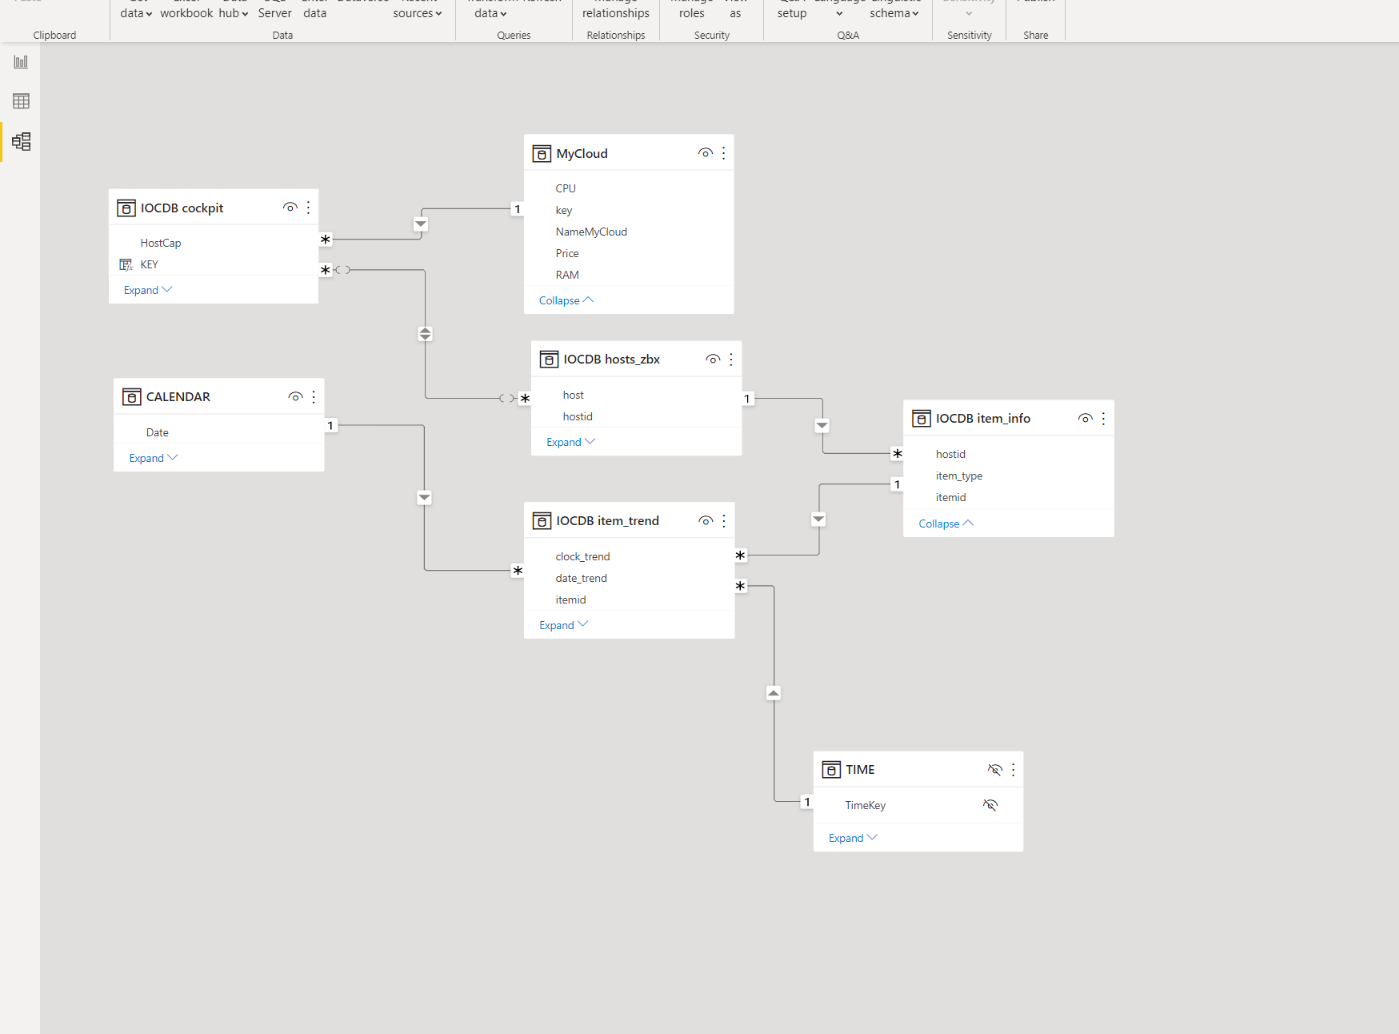 data workbook hub Server data sources data relationships roles as setup schema
Clipboard Data Queries Relationships Security Q&A Sensitivity Share
MyCloud
CPU
key
NameMyCloud
Price
RAM
Collapse
1
IOCDB cockpit
HostCap
KEY
Expand
*
*
IOCDB hosts_zbx
host
hostid
Expand
*
1
CALENDAR
Date
Expand
1
IOCDB item_info
hostid
item_type
itemid
Collapse
*
1
IOCDB item_trend
clock_trend
date_trend
itemid
Expand
*
*
*
TIME
TimeKey
Expand
1